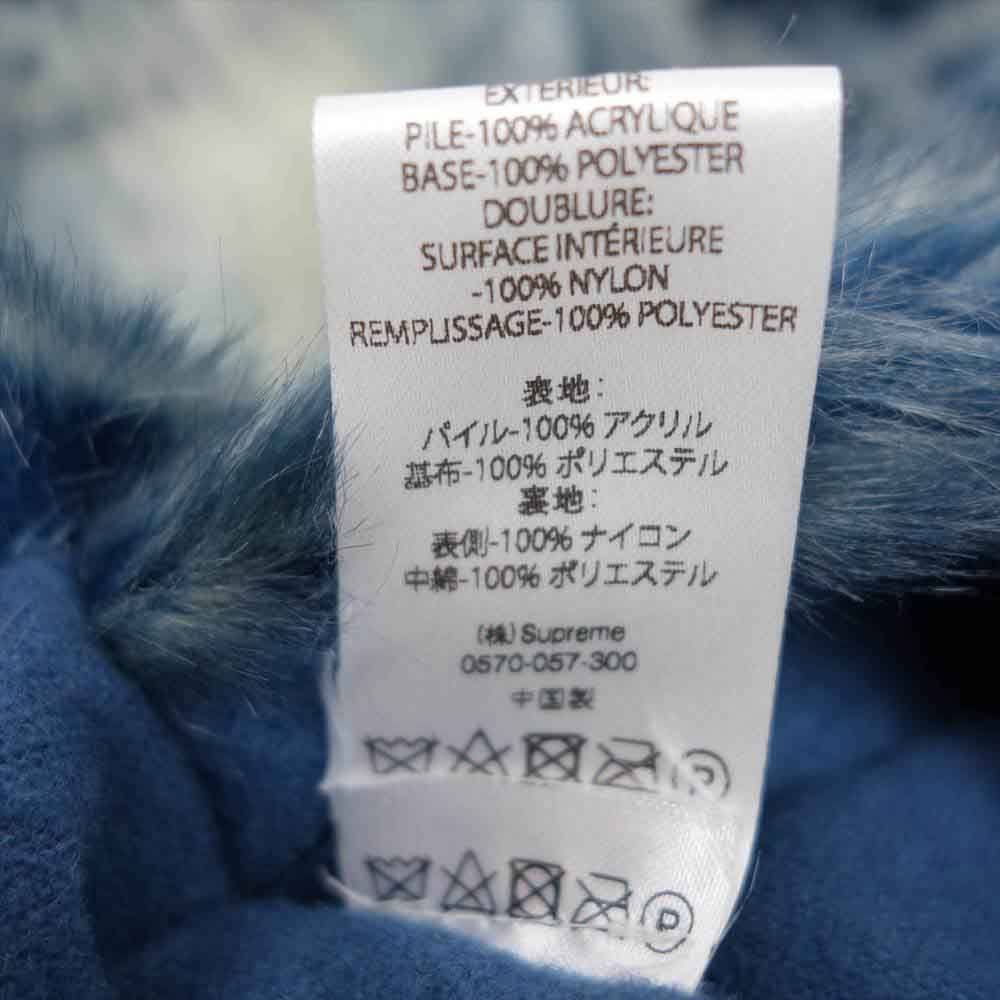 EXTÉRIEUR:
PILE-100% ACRYLIQUE
BASE-100% POLYESTER
DOUBLURE:
SURFACE INTÉRIEURE
-100% NYLON
REMPLISSAGE-100% POLYESTER
表地:
パイル-100% アクリル
基布-100% ポリエステル
裏地:
表側-100% ナイロン
中綿-100% ポリエステル
(株) Supreme
0570-057-300
中国製
P
P